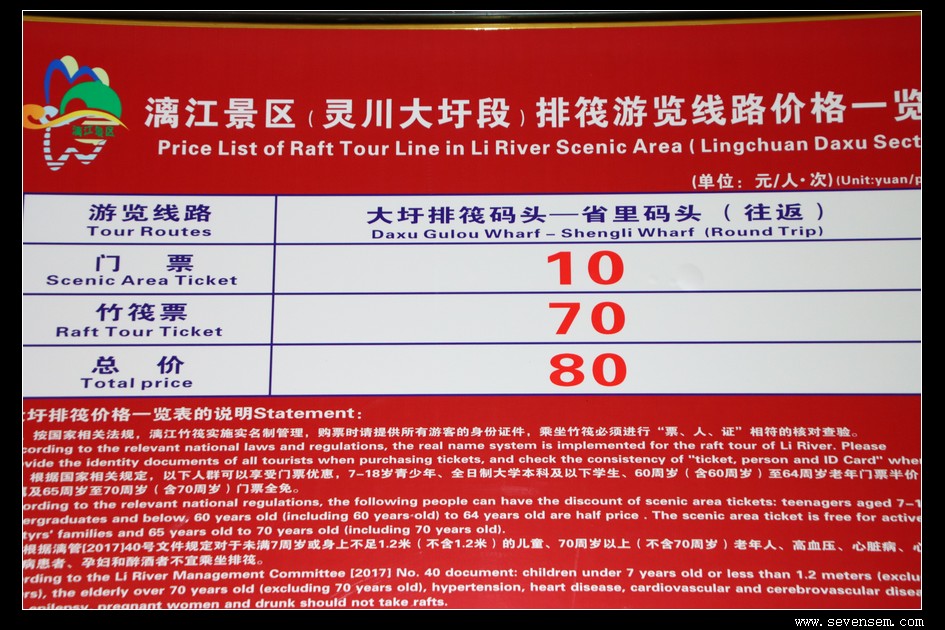 漓江景区
漓江景区（灵川大圩段）排筏游览线路价格一览
Price List of Raft Tour Line in Li River Scenic Area ( Lingchuan Daxu Sect
(单位：元/人·次)(Unit:yuan/p
游览线路 大圩排筏码头—省里码头（往返）
Tour Routes Daxu Gulou Wharf – Shengli Wharf (Round Trip)
门 票 10
Scenic Area Ticket
竹筏票 70
Raft Tour Ticket
总 价 80
Total price
圩排筏价格一览表的说明Statement：
按国家相关法规，漓江竹筏实施实名制管理，购票时请提供所有游客的身份证件，乘坐竹筏必须进行“票、人、证”相符的核对查验。
cording to the relevant national laws and regulations, the real name system is implemented for the raft tour of Li River. Please
vide the identity documents of all tourists when purchasing tickets, and check the consistency of "ticket, person and ID Card" whe
根据国家相关规定，以下人群可以享受门票优惠，7–18岁青少年、全日制大学本科及以下学生、60周岁（含60周岁）至64周岁老年门票半价
及65周岁至70周岁（含70周岁）门票全免。
ording to the relevant national regulations, the following people can have the discount of scenic area tickets: teenagers aged 7–1
ergraduates and below, 60 years old (including 60 years-old) to 64 years old are half price . The scenic area ticket is free for active
tyrs' families and 65 years old to 70 years old (including 70 years old).
根据漓管[2017]40号文件规定对于未满7周岁或身上不足1.2米（不含1.2米）的儿童、70周岁以上（不含70周岁）老年人、高血压、心脏病、心
病患者、孕妇和醉酒者不宜乘坐排筏。
rding to the Li River Management Committee [2017] No. 40 document: children under 7 years old or less than 1.2 meters (exclu
rs), the elderly over 70 years old (excluding 70 years old), hypertension, heart disease, cardiovascular and cerebrovascular disea
epilepsy, pregnant women and drunk should not take rafts.
www.sevensem.com